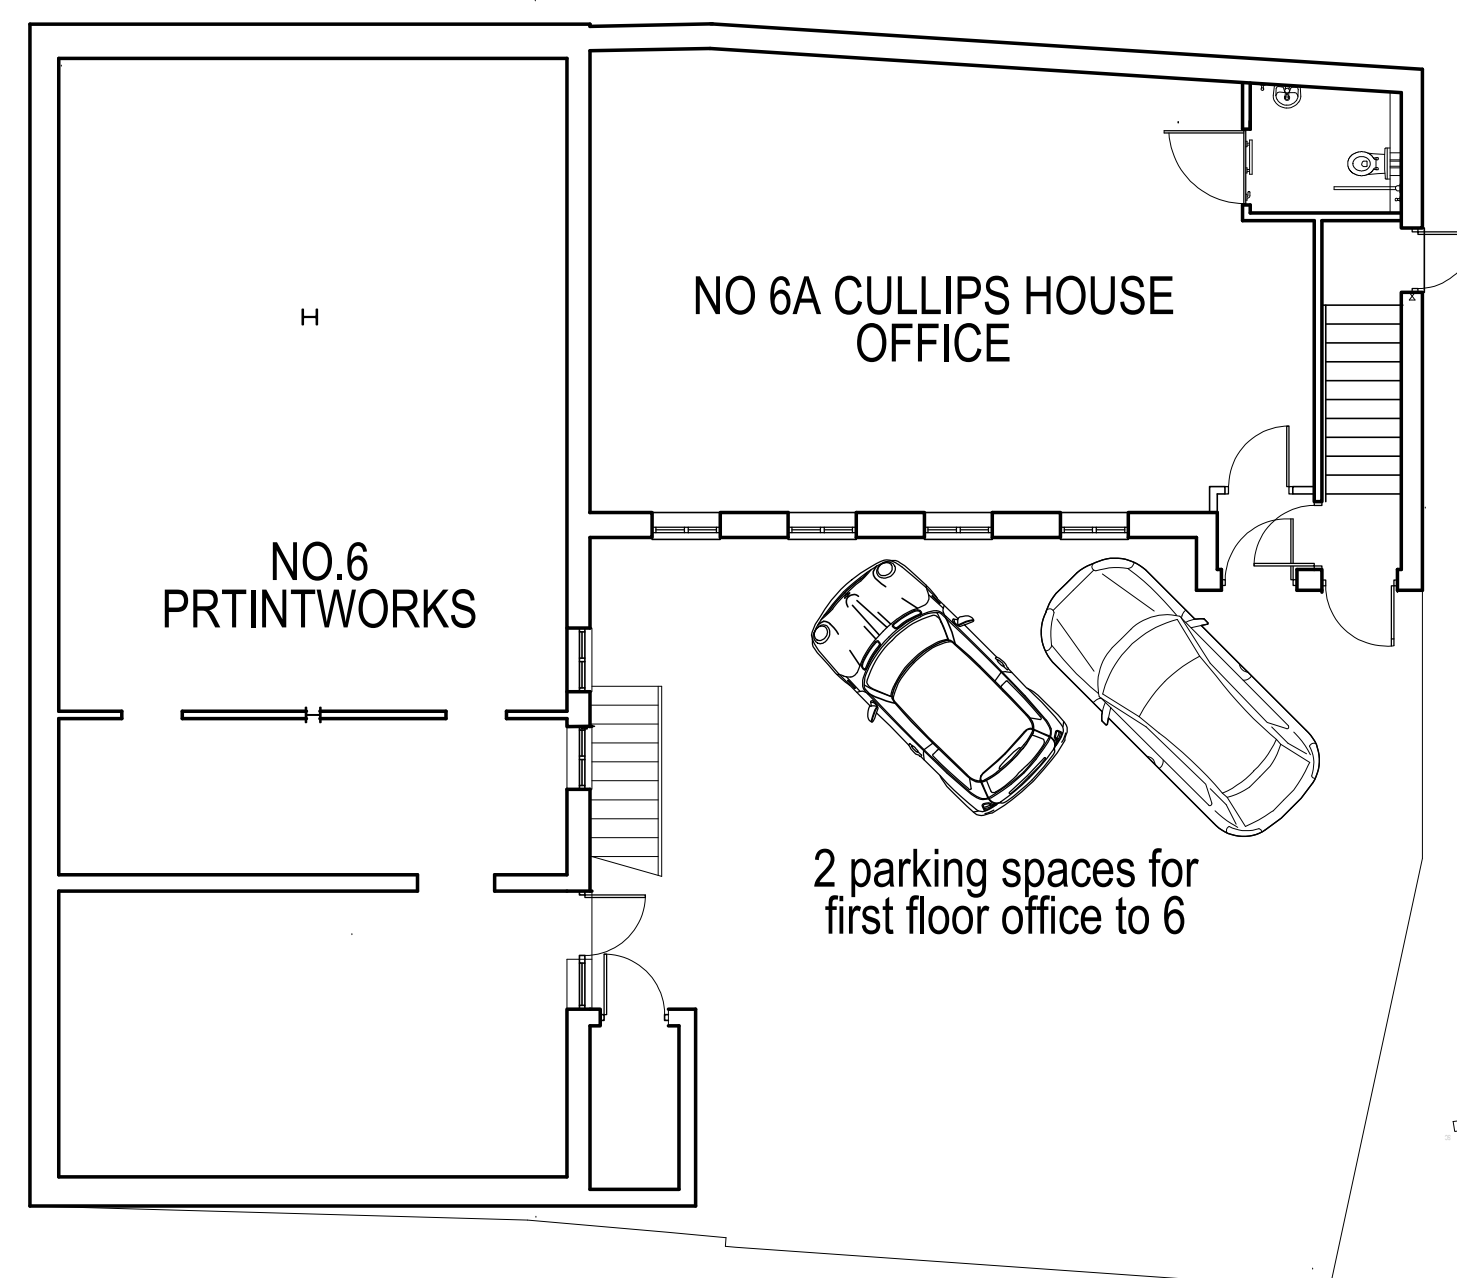 NO 6A CULLIPS HOUSE
OFFICE
NO.6
PRTINTWORKS
2 parking spaces for
first floor office to 6